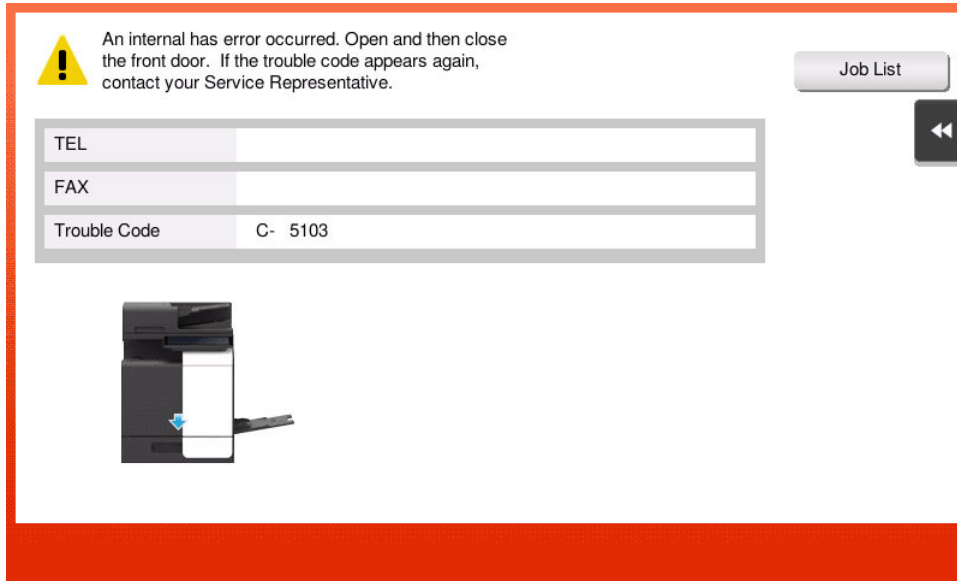 An internal has error occurred. Open and then close
the front door.  If the trouble code appears again,
contact your Service Representative.
Job List
TEL
FAX
Trouble Code C- 5103